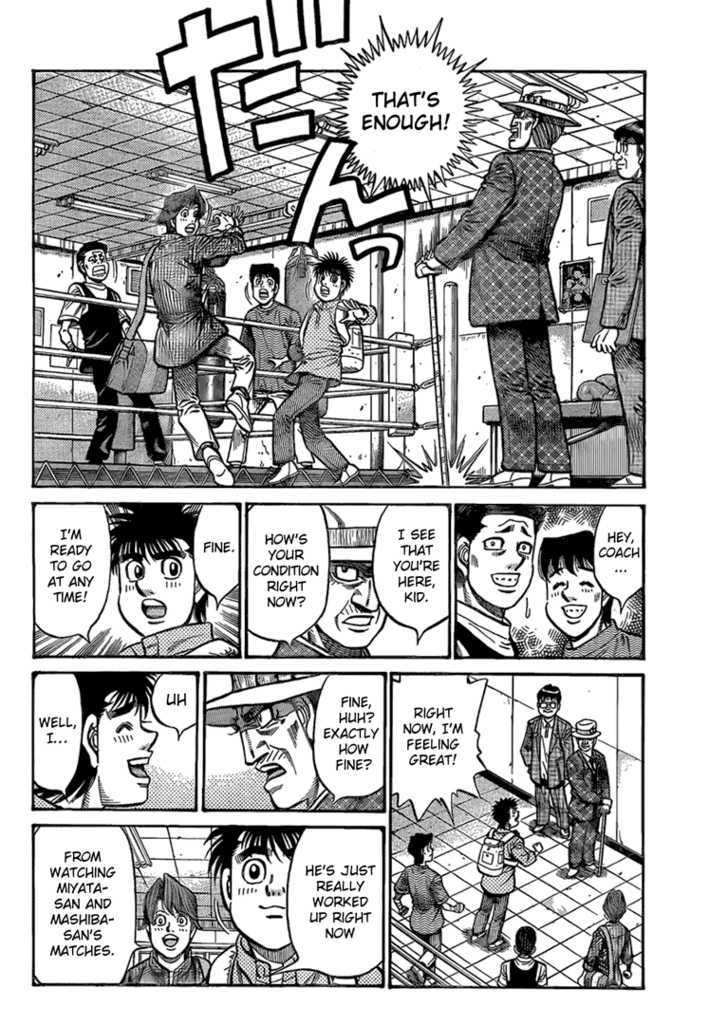 だんっ
THAT'S
ENOUGH!
HEY,
COACH
...
I SEE
THAT
YOU'RE
HERE,
KID.
HOW'S
YOUR
CONDITION
RIGHT
NOW?
FINE.
I'M
READY
TO GO
AT ANY
TIME!
RIGHT
NOW, I'M
FEELING
GREAT!
FINE,
HUH?
EXACTLY
HOW
FINE?
UH
WELL,
I...
HE'S JUST
REALLY
WORKED
UP RIGHT
NOW
FROM
WATCHING
MIYATA-
SAN AND
MASHIBA-
SAN'S
MATCHES.